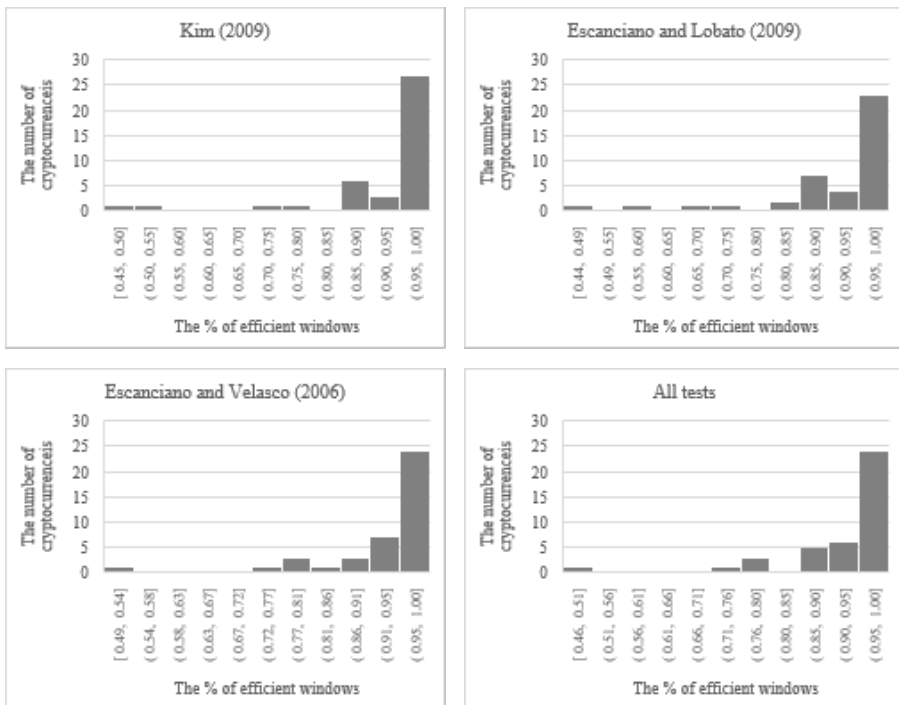 Kim (2009)
The number of
cryptocurrenceis
30
25
20
15
10
5
0
[ 0.45, 0.50]
( 0.50, 0.55]
( 0.55, 0.60]
( 0.60, 0.65]
( 0.65, 0.70]
( 0.70, 0.75]
( 0.75, 0.80]
( 0.80, 0.85]
( 0.85, 0.90]
( 0.90, 0.95]
( 0.95, 1.00]
The % of efficient windows
Escanciano and Lobato (2009)
The number of
cryptocurrenceis
30
25
20
15
10
5
0
[ 0.44, 0.49]
( 0.49, 0.55]
( 0.55, 0.60]
( 0.60, 0.65]
( 0.65, 0.70]
( 0.70, 0.75]
( 0.75, 0.80]
( 0.80, 0.85]
( 0.85, 0.90]
( 0.90, 0.95]
( 0.95, 1.00]
The % of efficient windows
Escanciano and Velasco (2006)
The number of
cryptocurrenceis
30
25
20
15
10
5
0
[ 0.49, 0.54]
( 0.54, 0.58]
( 0.58, 0.63]
( 0.63, 0.67]
( 0.67, 0.72]
( 0.72, 0.77]
( 0.77, 0.81]
( 0.81, 0.86]
( 0.86, 0.91]
( 0.91, 0.95]
( 0.95, 1.00]
The % of efficient windows
All tests
The number of
cryptocurrenceis
30
25
20
15
10
5
0
[ 0.46, 0.51]
( 0.51, 0.56]
( 0.56, 0.61]
( 0.61, 0.66]
( 0.66, 0.71]
( 0.71, 0.76]
( 0.76, 0.80]
( 0.80, 0.85]
( 0.85, 0.90]
( 0.90, 0.95]
( 0.95, 1.00]
The % of efficient windows